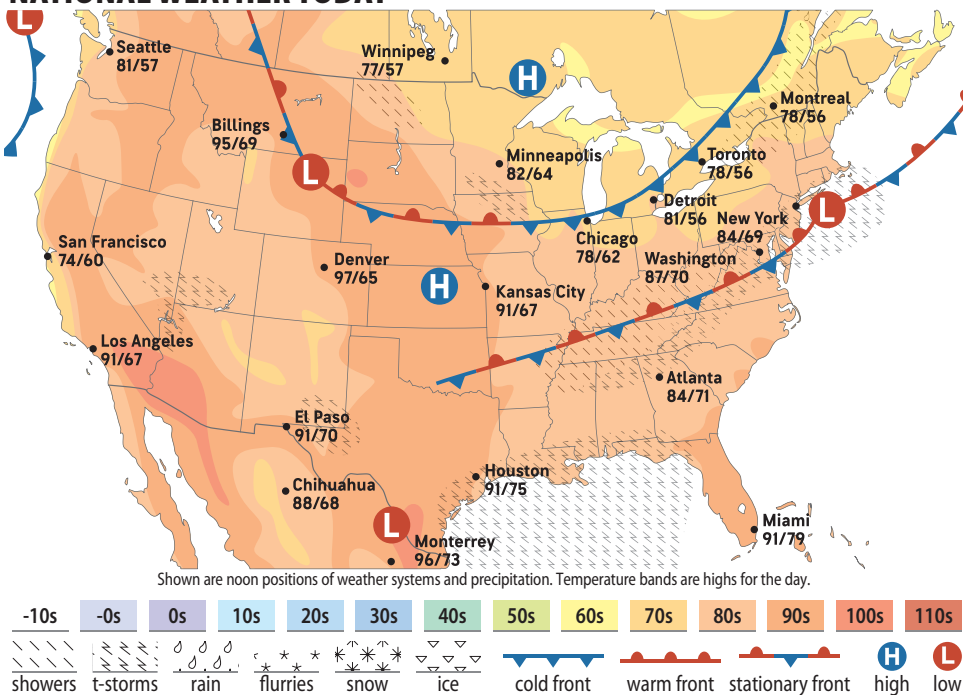 NATIONAL WEATHER TODAY
L
Seattle
81/57
Winnipeg
77/57
H
Montreal
78/56
Billings
95/69
Minneapolis
82/64
Toronto
78/56
L
Detroit
81/56
New York
84/69
L
San Francisco
74/60
Denver
97/65
H
Chicago
78/62
Washington
87/70
Kansas City
91/67
Los Angeles
91/67
Atlanta
84/71
El Paso
91/70
Houston
91/75
Chihuahua
88/68
L
Monterrey
96/73
Miami
91/79
Shown are noon positions of weather systems and precipitation. Temperature bands are highs for the day.
-10s -0s 0s 10s 20s 30s 40s 50s 60s 70s 80s 90s 100s 110s
H L
showers t-storms rain flurries snow ice cold front warm front stationary front high low